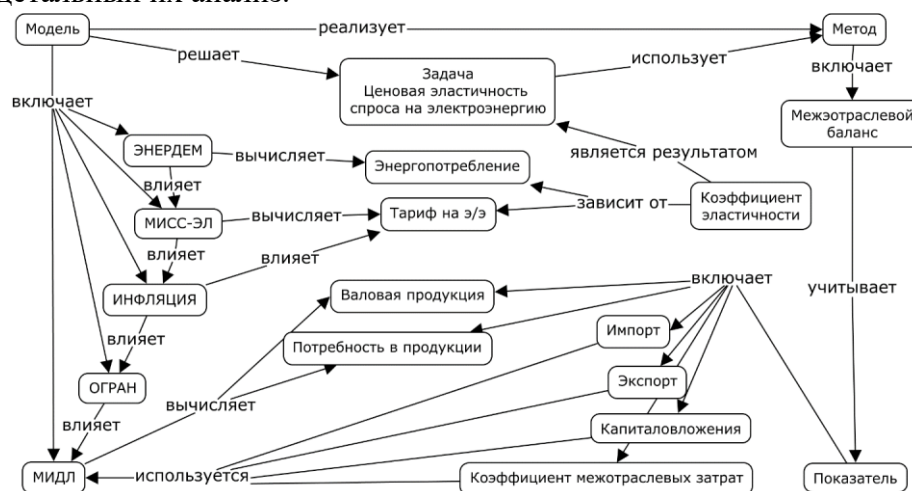 детальный их анализ.
Модель
реализует
Метод
решает
использует
включает
Задача
Ценовая эластичность
спроса на электроэнергию
включает
Межэотраслевой
баланс
ЭНЕРДЕМ
вычисляет
Энергопотребление
является результатом
влияет
зависит от
Коэффициент
эластичности
МИСС-ЭЛ
вычисляет
Тариф на э/э
влияет
влияет
ИНФЛЯЦИЯ
Валовая продукция
включает
учитывает
Импорт
влияет
Потребность в продукции
ОГРАН
Экспорт
вычисляет
влияет
Капиталовложения
МИДЛ
используется
Коэффициент межотраслевых затрат
Показатель